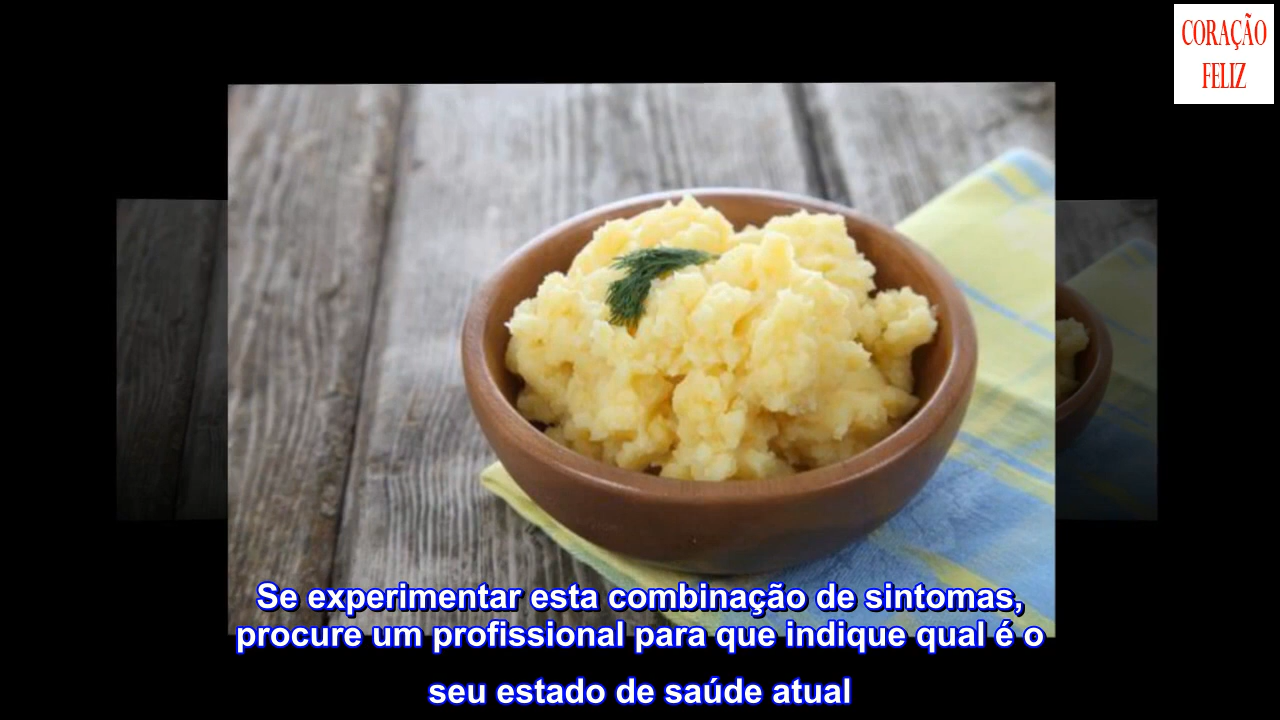 CORAÇÃO
FELIZ
Se experimentar esta combinação de sintomas,
procure um profissional para que indique qual é o
seu estado de saúde atual